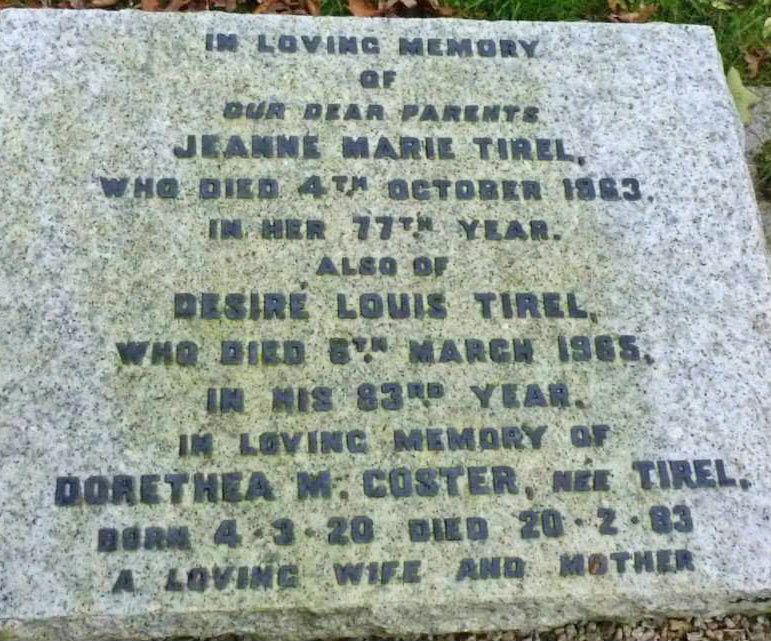 IN LOVING MEMORY
OF
OUR DEAR PARENTS
JEANNE MARIE TIREL,
WHO DIED 4TH OCTOBER 1963,
IN HER 77TH YEAR.
ALSO OF
DESIRE LOUIS TIREL,
WHO DIED 6TH MARCH 1965,
IN HIS 83RD YEAR.
IN LOVING MEMORY OF
DORETHEA M. COSTER, NEE TIREL,
BORN 4·3·20 DIED 20·2·83
A LOVING WIFE AND MOTHER